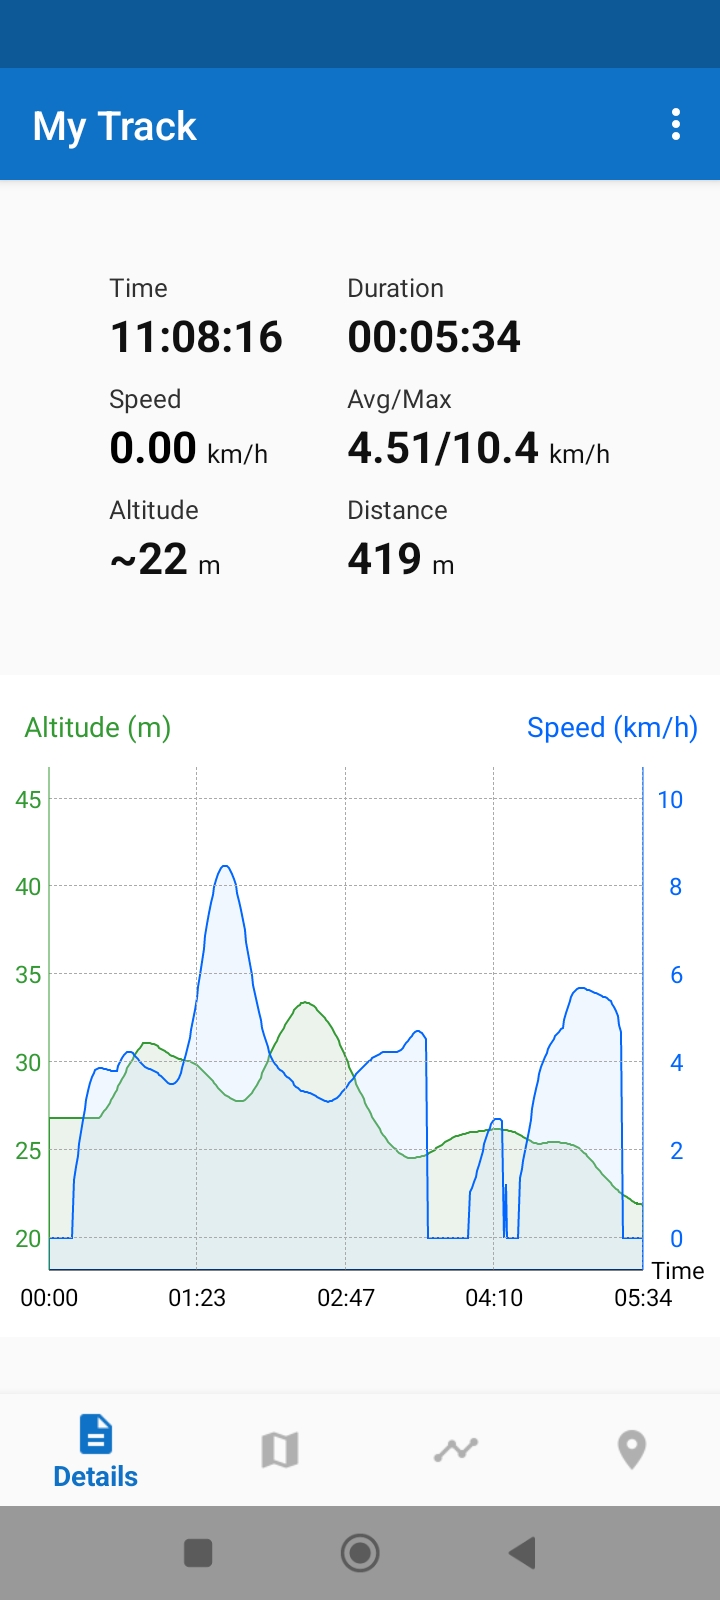 My Track
Time Duration
11:08:16 00:05:34
Speed Avg/Max
0.00 km/h 4.51/10.4 km/h
Altitude Distance
~22 m 419 m
Altitude (m) Speed (km/h)
45 10
40 8
35 6
30 4
25 2
20 0
Time
00:00 01:23 02:47 04:10 05:34
Details